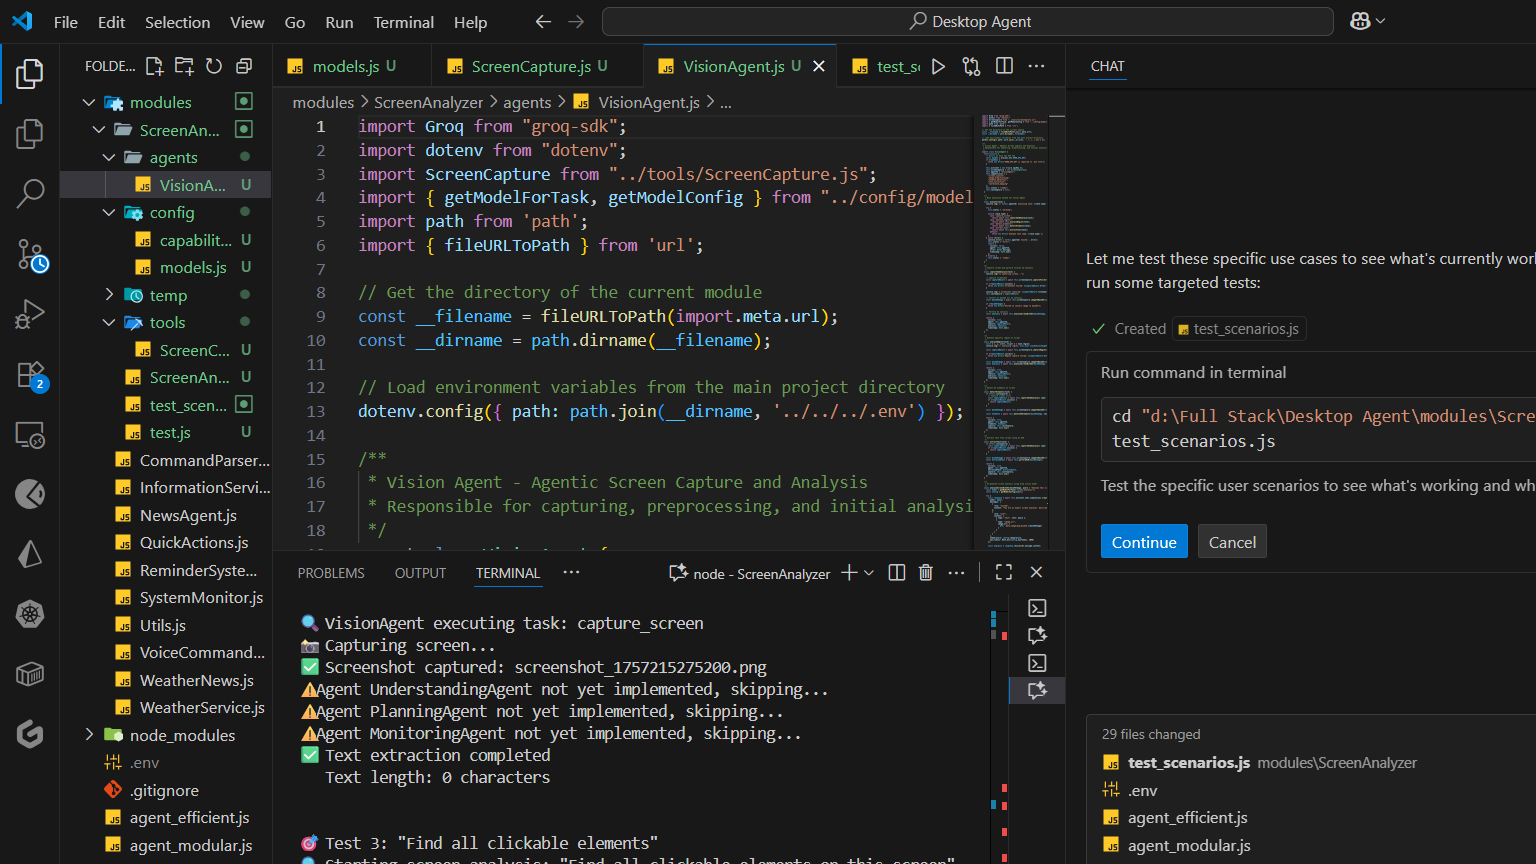 File Edit Selection View Go Run Terminal Help
Desktop Agent
FOLDE...
modules
ScreenAn...
agents
VisionA... U
config
capabilit... U
models.js U
temp
tools
ScreenC... U
ScreenAn... U
test_scen...
test.js U
CommandParser...
InformationServi...
NewsAgent.js
QuickActions.js
ReminderSyste...
SystemMonitor.js
Utils.js
VoiceCommand...
WeatherNews.js
WeatherService.js
node_modules
.env
.gitignore
agent_efficient.js
agent_modular.js
2
models.js U
ScreenCapture.js U
VisionAgent.js U
test_sc
modules > ScreenAnalyzer > agents > VisionAgent.js > ...
1 import Groq from "groq-sdk";
2 import dotenv from "dotenv";
3 import ScreenCapture from "../tools/ScreenCapture.js";
4 import { getModelForTask, getModelConfig } from "../config/model
5 import path from 'path';
6 import { fileURLToPath } from 'url';
7
8 // Get the directory of the current module
9 const __filename = fileURLToPath(import.meta.url);
10 const __dirname = path.dirname(__filename);
11
12 // Load environment variables from the main project directory
13 dotenv.config({ path: path.join(__dirname, '../../../.env') });
14
15 /**
16 * Vision Agent - Agentic Screen Capture and Analysis
17 * Responsible for capturing, preprocessing, and initial analysi
18 */
PROBLEMS OUTPUT TERMINAL ...
node - ScreenAnalyzer
VisionAgent executing task: capture_screen
Capturing screen...
Screenshot captured: screenshot_1757215275200.png
Agent UnderstandingAgent not yet implemented, skipping...
Agent PlanningAgent not yet implemented, skipping...
Agent MonitoringAgent not yet implemented, skipping...
Text extraction completed
Text length: 0 characters
Test 3: "Find all clickable elements"
Starting screen analysis: "Find all clickable elements on this screen"
CHAT
Let me test these specific use cases to see what's currently wor
run some targeted tests:
Created test_scenarios.js
Run command in terminal
cd "d:\Full Stack\Desktop Agent\modules\Scre
test_scenarios.js
Test the specific user scenarios to see what's working and wh
Continue
Cancel
29 files changed
test_scenarios.js modules\ScreenAnalyzer
.env
agent_efficient.js
agent_modular.js